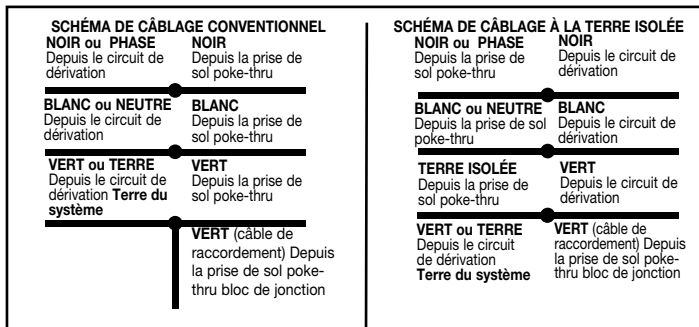 SCHÉMA DE CÂBLAGE CONVENTIONNEL
NOIR ou PHASE
Depuis le circuit de
dérivation
NOIR
Depuis la prise de
sol poke-thru
BLANC ou NEUTRE
Depuis le circuit de
dérivation
BLANC
Depuis la prise de
sol poke-thru
VERT ou TERRE
Depuis le circuit de
dérivation Terre du
système
VERT
Depuis la prise de
sol poke-thru
VERT (câble de
raccordement) Depuis
la prise de sol poke-
thru bloc de jonction
SCHÉMA DE CÂBLAGE À LA TERRE ISOLÉE
NOIR ou PHASE
Depuis la prise de
sol poke-thru
NOIR
Depuis le circuit de
dérivation
BLANC ou NEUTRE
Depuis la prise de sol
poke-thru
BLANC
Depuis le circuit de
dérivation
TERRE ISOLÉE
Depuis la prise de
sol poke-thru
VERT
Depuis le circuit de
dérivation
VERT ou TERRE
Depuis le circuit
de dérivation
Terre du système
VERT (câble de
raccordement) Depuis
la prise de sol poke-
thru bloc de jonction